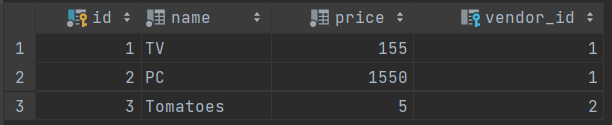 id name price vendor_id
1 1 TV 155 1
2 2 PC 1550 1
3 3 Tomatoes 5 2